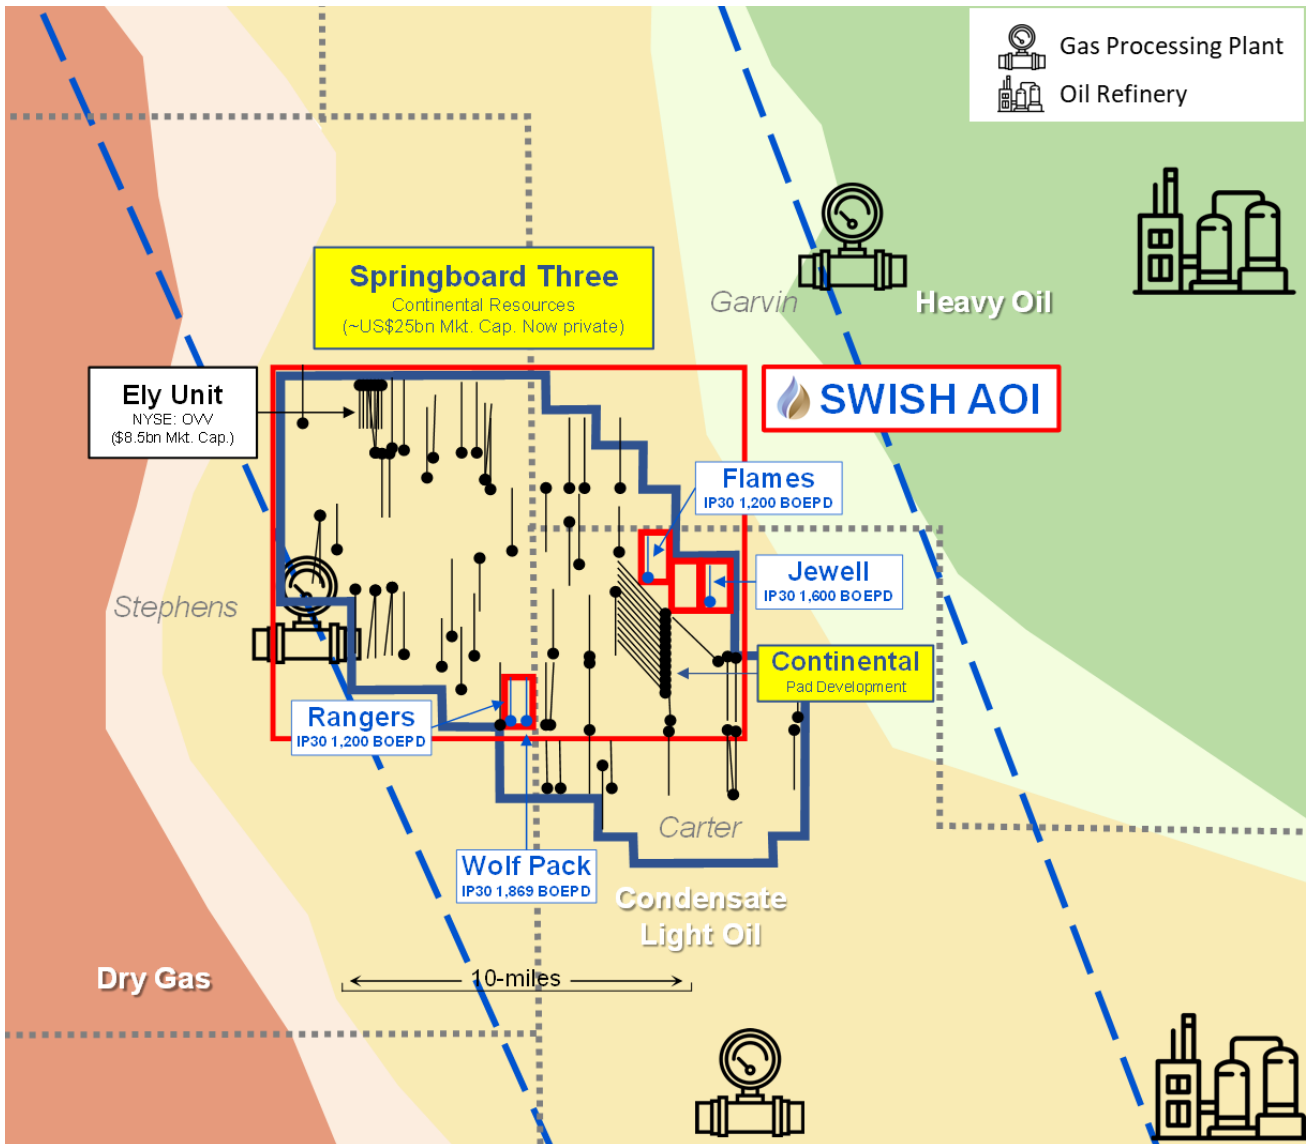 Gas Processing Plant
Oil Refinery
Springboard Three
Continental Resources
(~US$25bn Mkt. Cap. Now private)
Garvin
Heavy Oil
Ely Unit
NYSE: OVV
($8.5bn Mkt. Cap.)
SWISH AOI
Flames
IP30 1,200 BOEPD
Jewell
IP30 1,600 BOEPD
Stephens
Continental
Pad Development
Rangers
IP30 1,200 BOEPD
Carter
Wolf Pack
IP30 1,869 BOEPD
Condensate
Light Oil
Dry Gas
10-miles